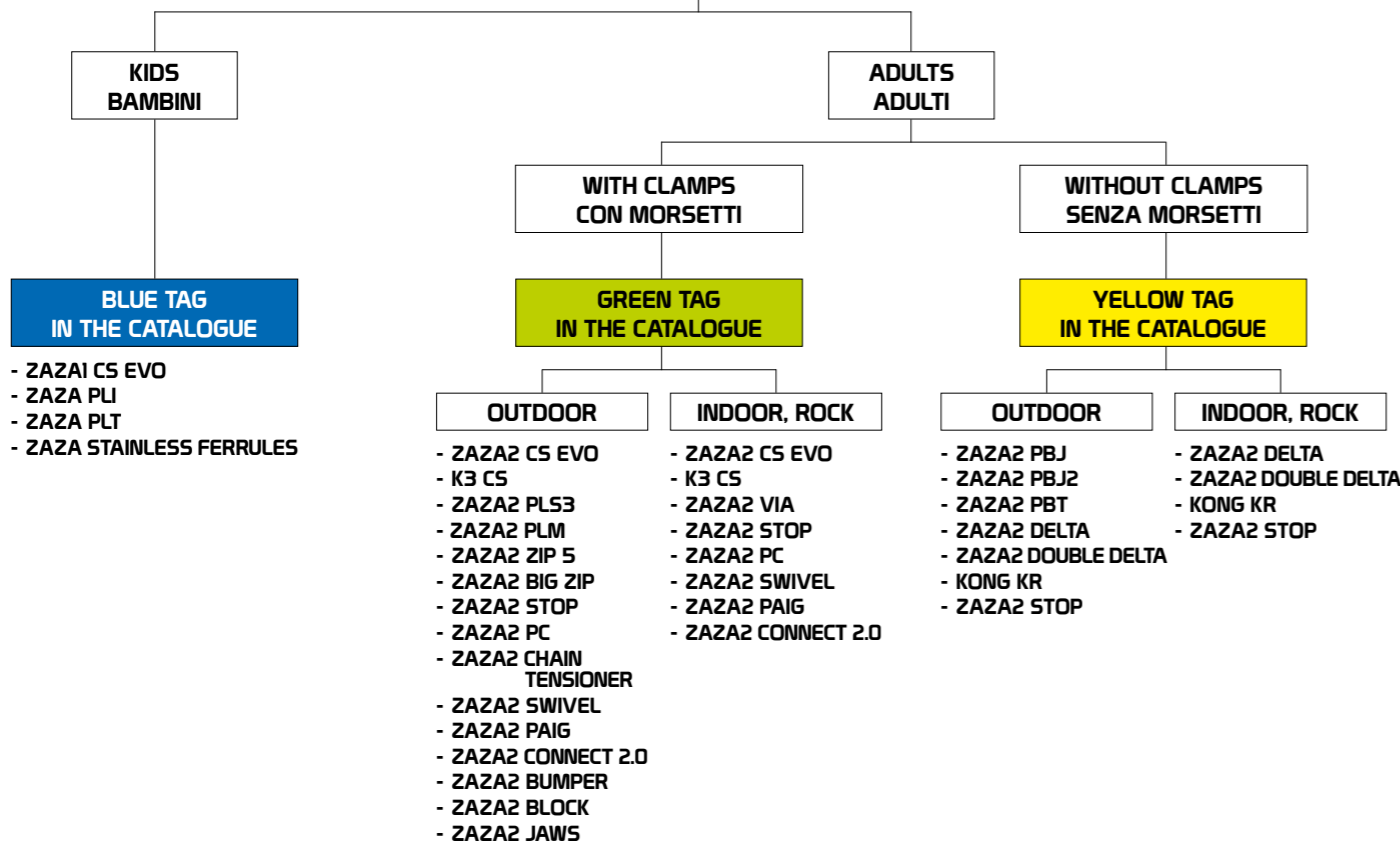 KIDS
BAMBINI
ADULTS
ADULTI
WITH CLAMPS
CON MORSETTI
WITHOUT CLAMPS
SENZA MORSETTI
BLUE TAG
IN THE CATALOGUE
- ZAZA1 CS EVO
- ZAZA PLI
- ZAZA PLT
- ZAZA STAINLESS FERRULES
GREEN TAG
IN THE CATALOGUE
OUTDOOR
- ZAZA2 CS EVO
- K3 CS
- ZAZA2 PLS3
- ZAZA2 PLM
- ZAZA2 ZIP 5
- ZAZA2 BIG ZIP
- ZAZA2 STOP
- ZAZA2 PC
- ZAZA2 CHAIN
TENSIONER
- ZAZA2 SWIVEL
- ZAZA2 PAIG
- ZAZA2 CONNECT 2.0
- ZAZA2 BUMPER
- ZAZA2 BLOCK
- ZAZA2 JAWS
INDOOR, ROCK
- ZAZA2 CS EVO
- K3 CS
- ZAZA2 VIA
- ZAZA2 STOP
- ZAZA2 PC
- ZAZA2 SWIVEL
- ZAZA2 PAIG
- ZAZA2 CONNECT 2.0
YELLOW TAG
IN THE CATALOGUE
OUTDOOR
- ZAZA2 PBJ
- ZAZA2 PBJ2
- ZAZA2 PBT
- ZAZA2 DELTA
- ZAZA2 DOUBLE DELTA
- KONG KR
- ZAZA2 STOP
INDOOR, ROCK
- ZAZA2 DELTA
- ZAZA2 DOUBLE DELTA
- KONG KR
- ZAZA2 STOP